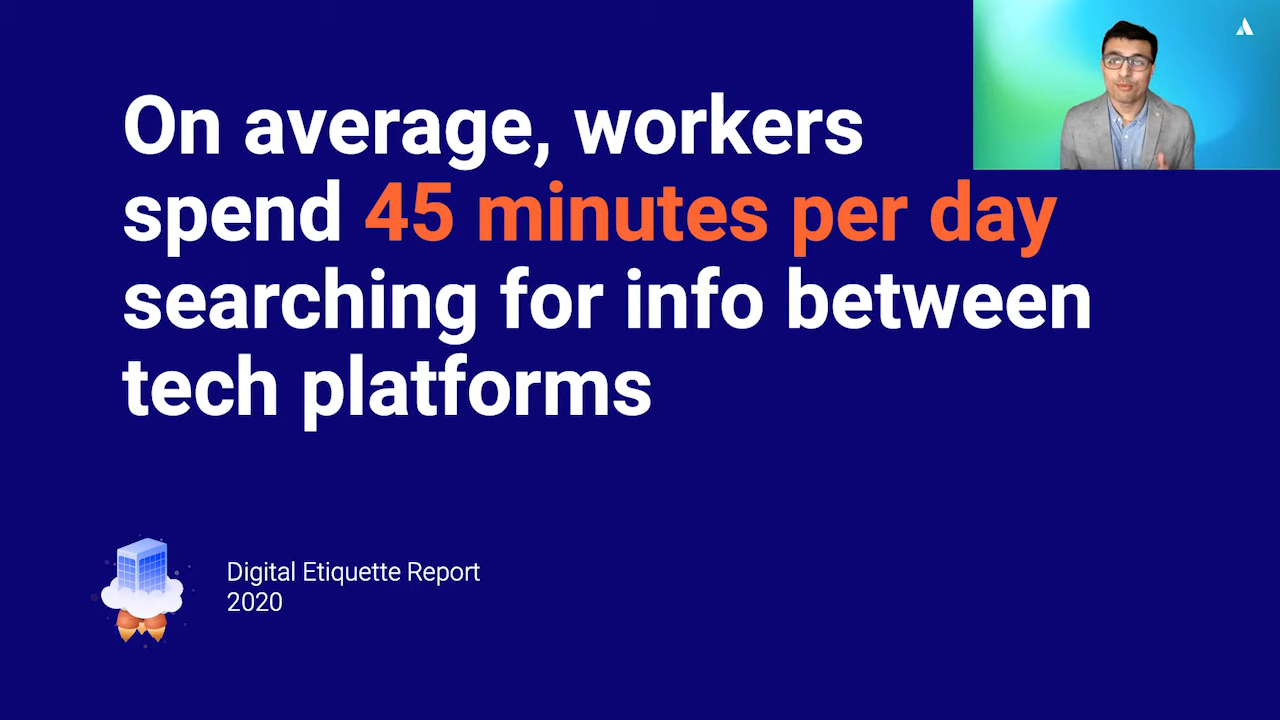 On average, workers
spend 45 minutes per day
searching for info between
tech platforms
Digital Etiquette Report
2020